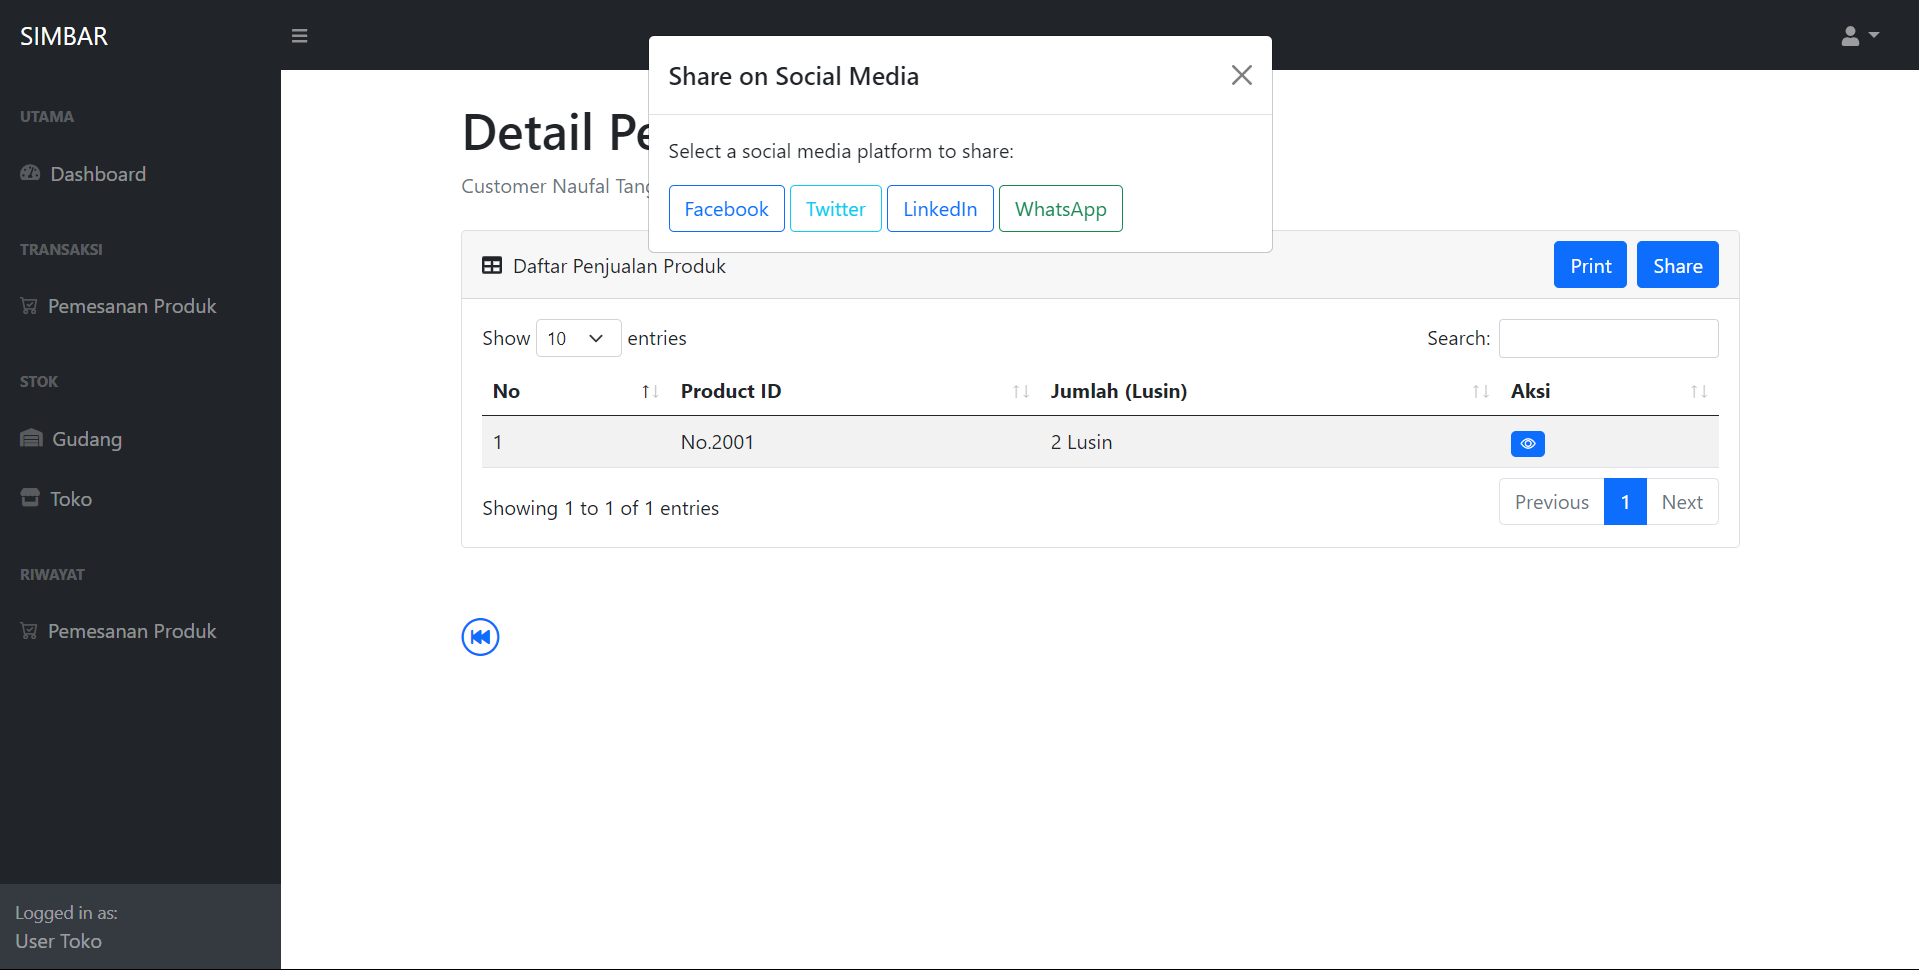 SIMBAR
UTAMA
Dashboard
TRANSAKSI
Pemesanan Produk
STOK
Gudang
Toko
RIWAYAT
Pemesanan Produk
Logged in as:
User Toko
Share on Social Media
Select a social media platform to share:
Facebook Twitter LinkedIn WhatsApp
Detail
Customer Naufal
Daftar Penjualan Produk Print Share
Show 10 entries Search:
No Product ID Jumlah (Lusin) Aksi
1 No.2001 2 Lusin
Showing 1 to 1 of 1 entries Previous 1 Next